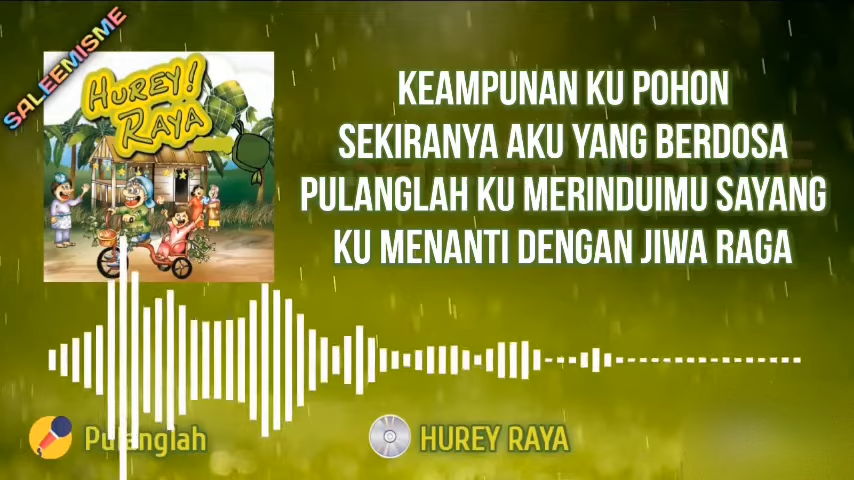 SALEEMISME
HUREY!
RAYA
KEAMPUNAN KU POHON
SEKIRANYA AKU YANG BERDOSA
PULANGLAH KU MERINDUIMU SAYANG
KU MENANTI DENGAN JIWA RAGA
Pulanglah
HUREY RAYA